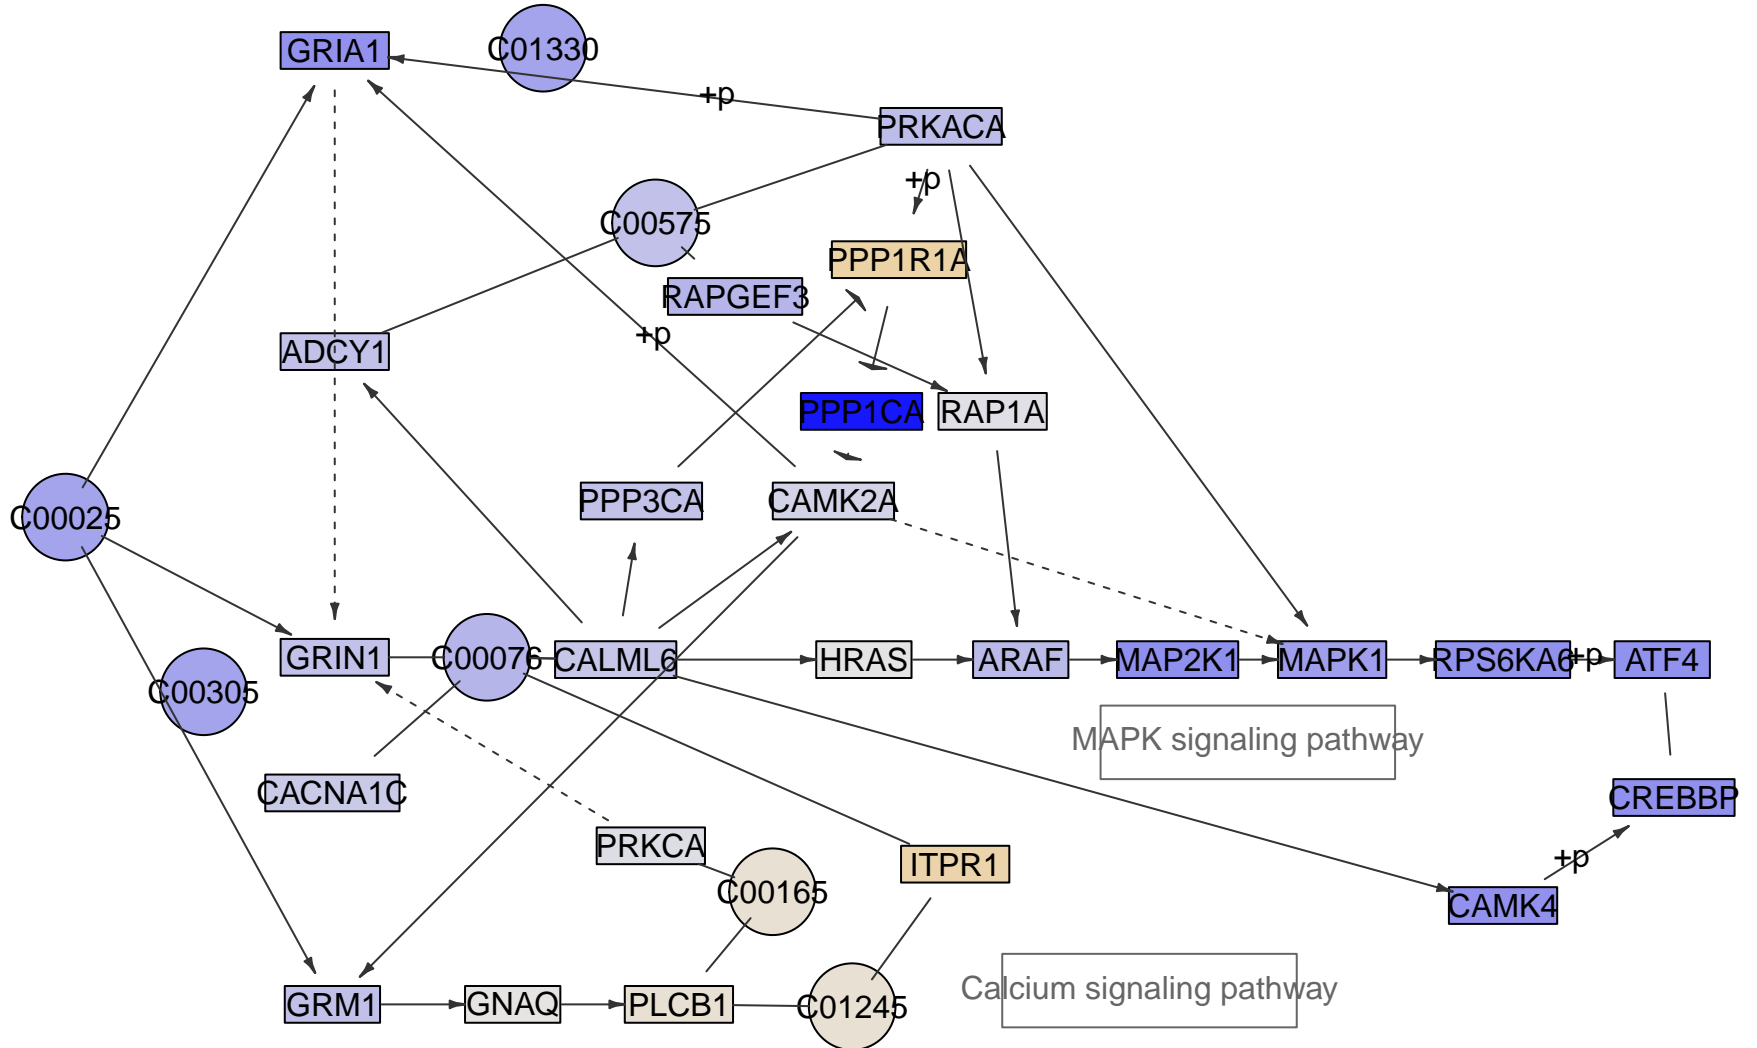 GRIA1
C01330
+p
PRKACA
+p
C00575
PPP1R1A
RAPGEF3
+p
ADCY1
PPP1CA
RAP1A
PPP3CA
CAMK2A
C00025
GRIN1
C00076
CALML6
HRAS
ARAF
MAP2K1
MAPK1
RPS6KA6
+p
ATF4
C00305
MAPK signaling pathway
CACNA1C
CREBBP
PRKCA
ITPR1
+p
C00165
CAMK4
Calcium signaling pathway
GRM1
GNAQ
PLCB1
C01245